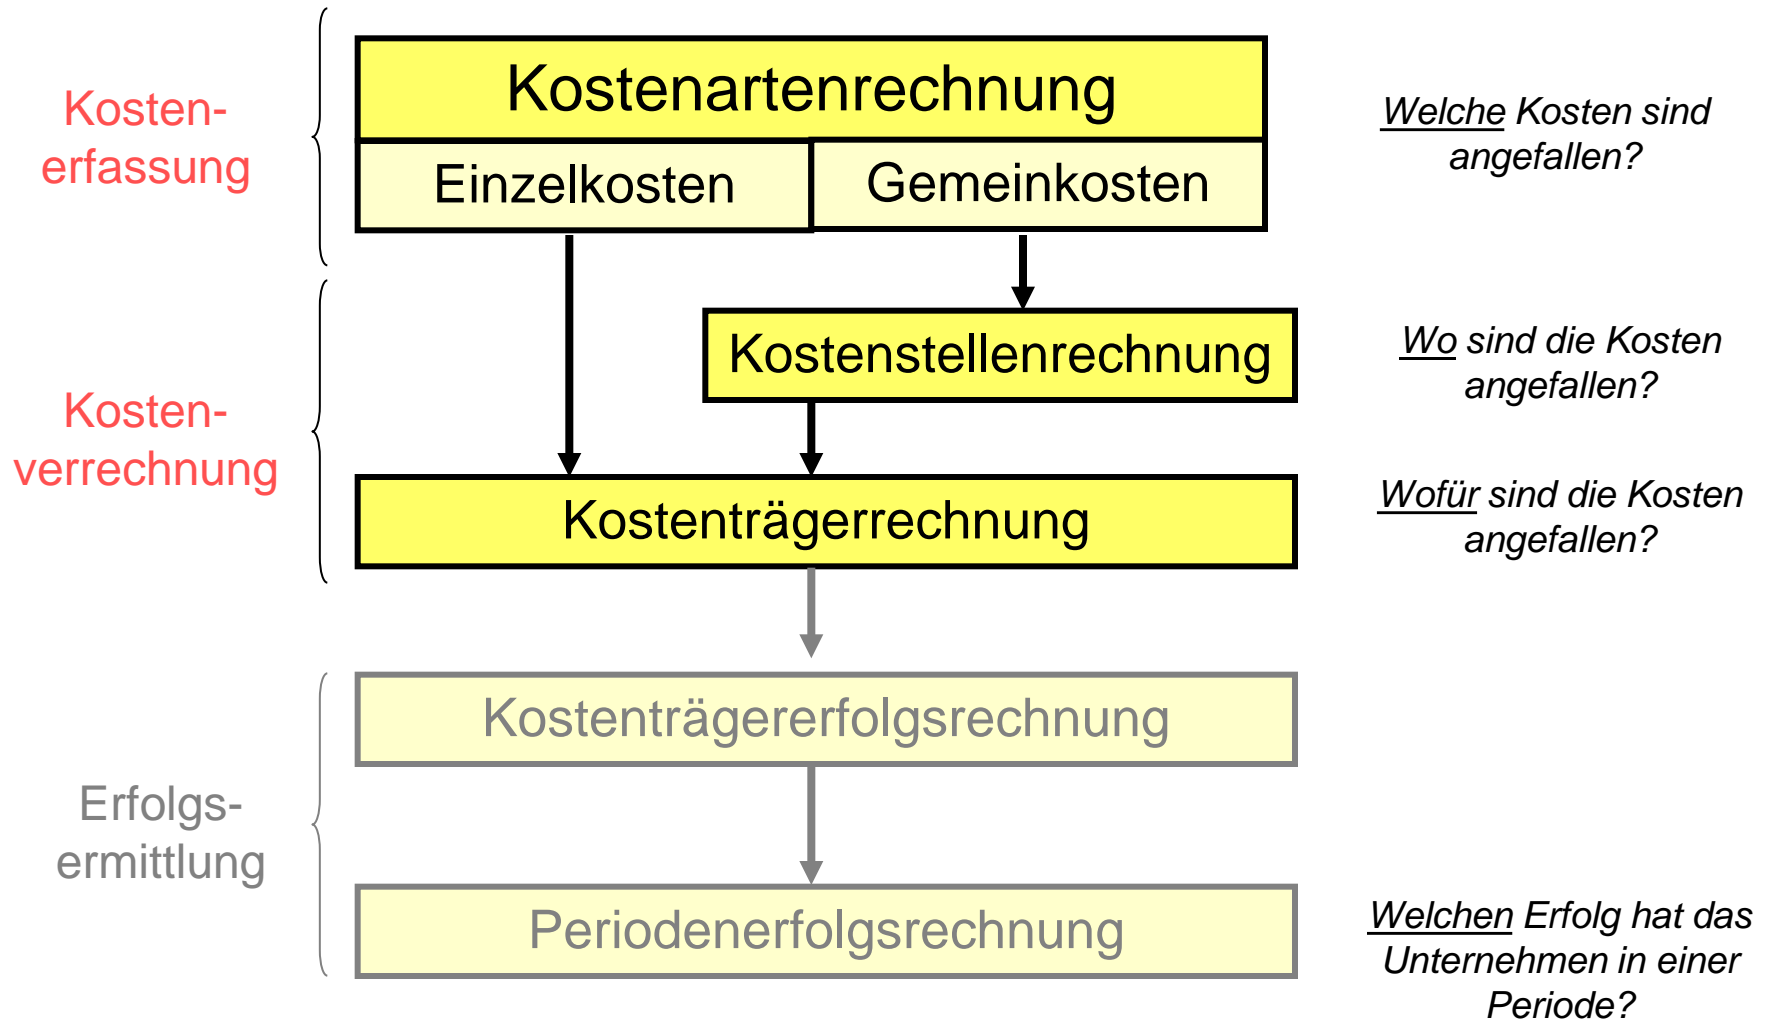 Kostenartenrechnung
Kosten-
erfassung
Welche Kosten sind
angefallen?
Einzelkosten
Gemeinkosten
Kostenstellenrechnung
Wo sind die Kosten
angefallen?
Kosten-
verrechnung
Kostenträgerrechnung
Wofür sind die Kosten
angefallen?
Kostenträgererfolgsrechnung
Erfolgs-
ermittlung
Periodenerfolgsrechnung
Welchen Erfolg hat das
Unternehmen in einer
Periode?